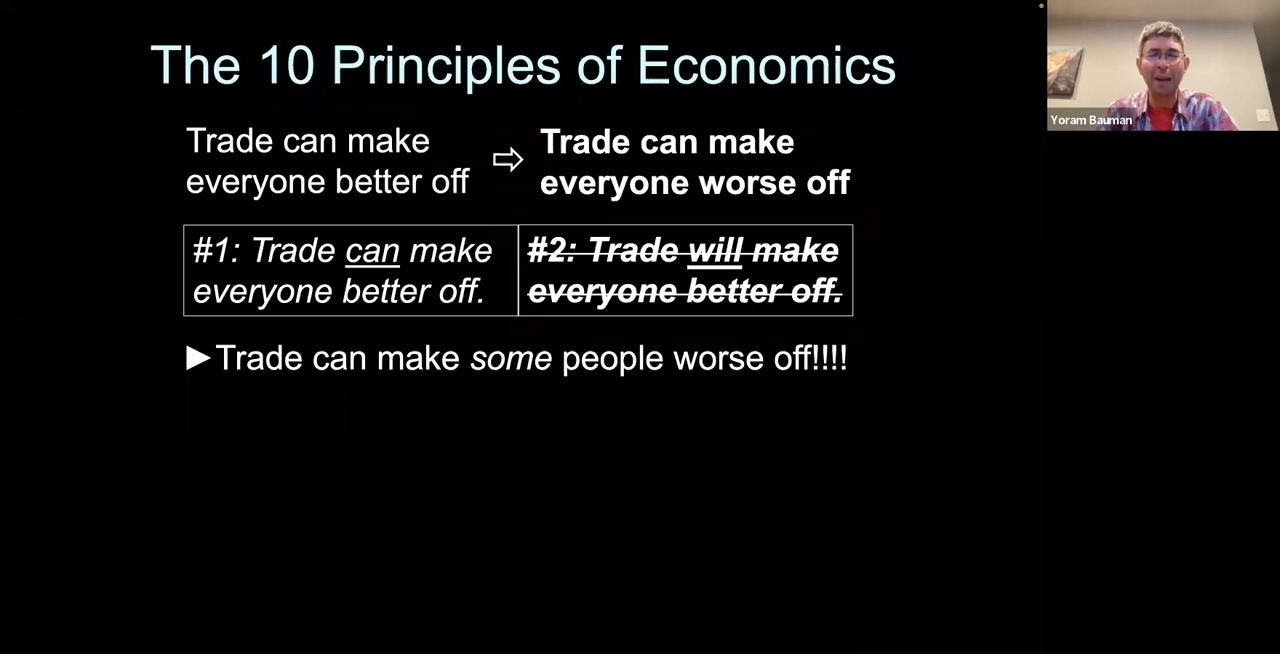 The 10 Principles of Economics
Trade can make
everyone better off
⇨
Trade can make
everyone worse off
#1: Trade can make
everyone better off.
#2: Trade will make
everyone better off.
►Trade can make some people worse off!!!!
Yoram Bauman